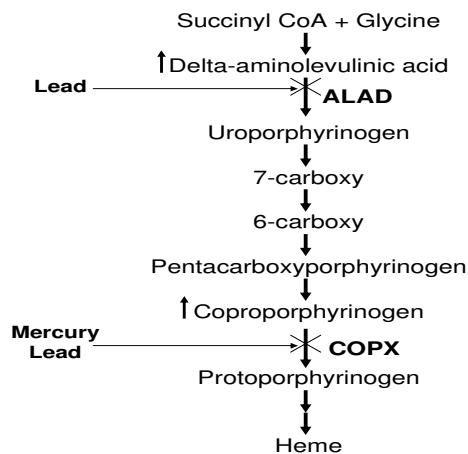 Succinyl CoA + Glycine
↑Delta-aminolevulinic acid
Lead
ALAD
Uroporphyrinogen
7-carboxy
6-carboxy
Pentacarboxyporphyrinogen
↑Coproporphyrinogen
Mercury
Lead
COPX
Protoporphyrinogen
Heme